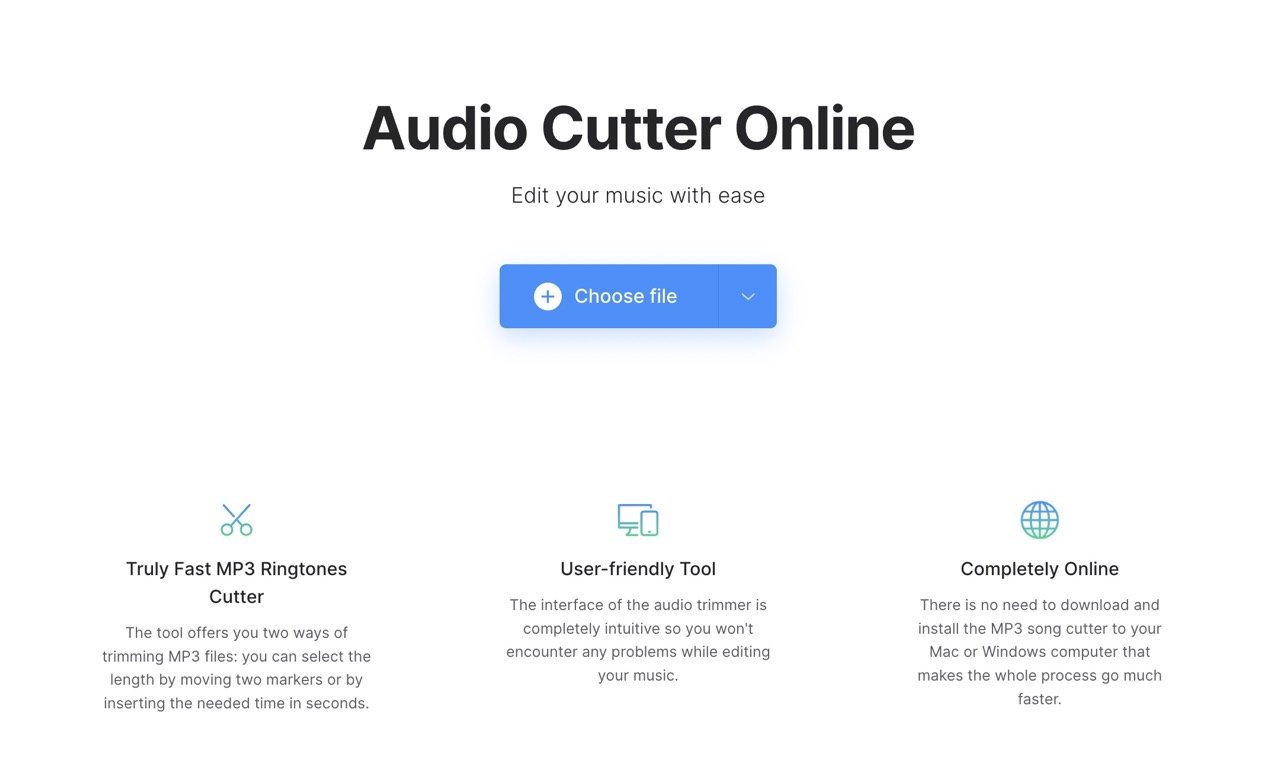 Audio Cutter Online
Edit your music with ease
Choose file
Truly Fast MP3 Ringtones
Cutter
The tool offers you two ways of
trimming MP3 files: you can select the
length by moving two markers or by
inserting the needed time in seconds.
User-friendly Tool
The interface of the audio trimmer is
completely intuitive so you won't
encounter any problems while editing
your music.
Completely Online
There is no need to download and
install the MP3 song cutter to your
Mac or Windows computer that
makes the whole process go much
faster.